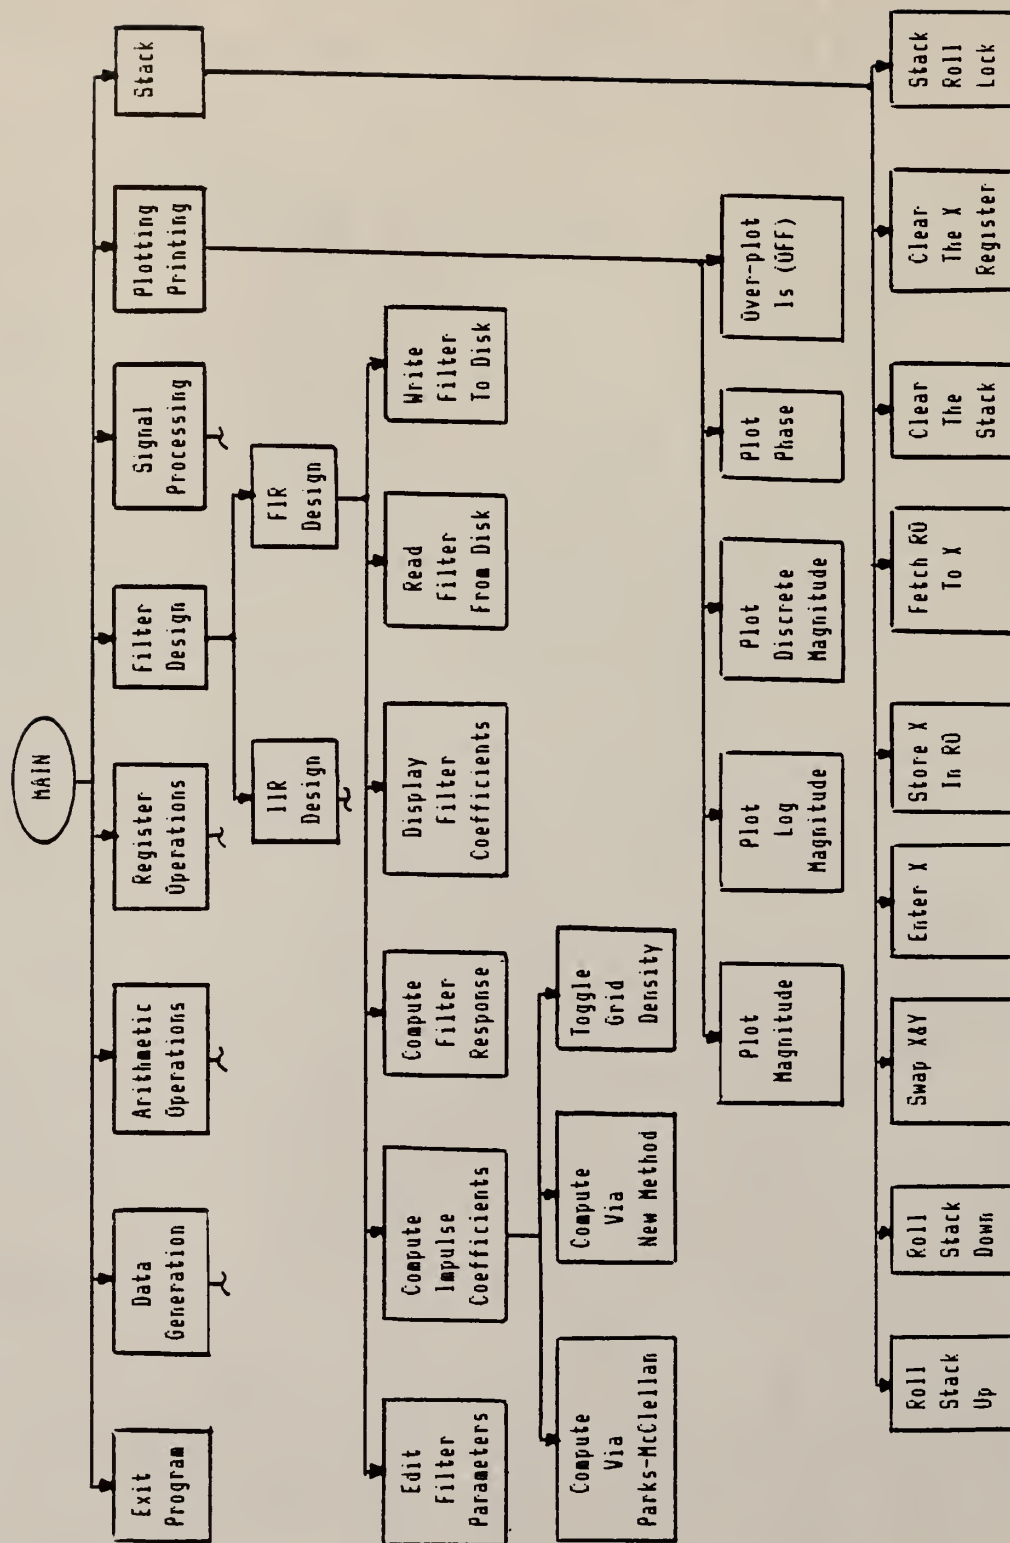 MAIN
Exit
Program
Data
Generation
Arithmetic
Operations
Register
Operations
Filter
Design
Signal
Processing
Plotting
Printing
Stack
IIR
Design
FIR
Design
Edit
Filter
Parameters
Compute
Impulse
Coefficients
Compute
Filter
Response
Display
Filter
Coefficients
Read
Filter
From Disk
Write
Filter
To Disk
Compute
Via
Parks-McClellan
Compute
Via
New Method
Toggle
Grid
Density
Plot
Magnitude
Plot
Log
Magnitude
Plot
Discrete
Magnitude
Plot
Phase
Over-plot
Is (OFF)
Roll
Stack
Up
Roll
Stack
Down
Swap X&Y
Enter X
Store X
In R0
Fetch R0
To X
Clear
The
Stack
Clear
The X
Register
Stack
Roll
Lock